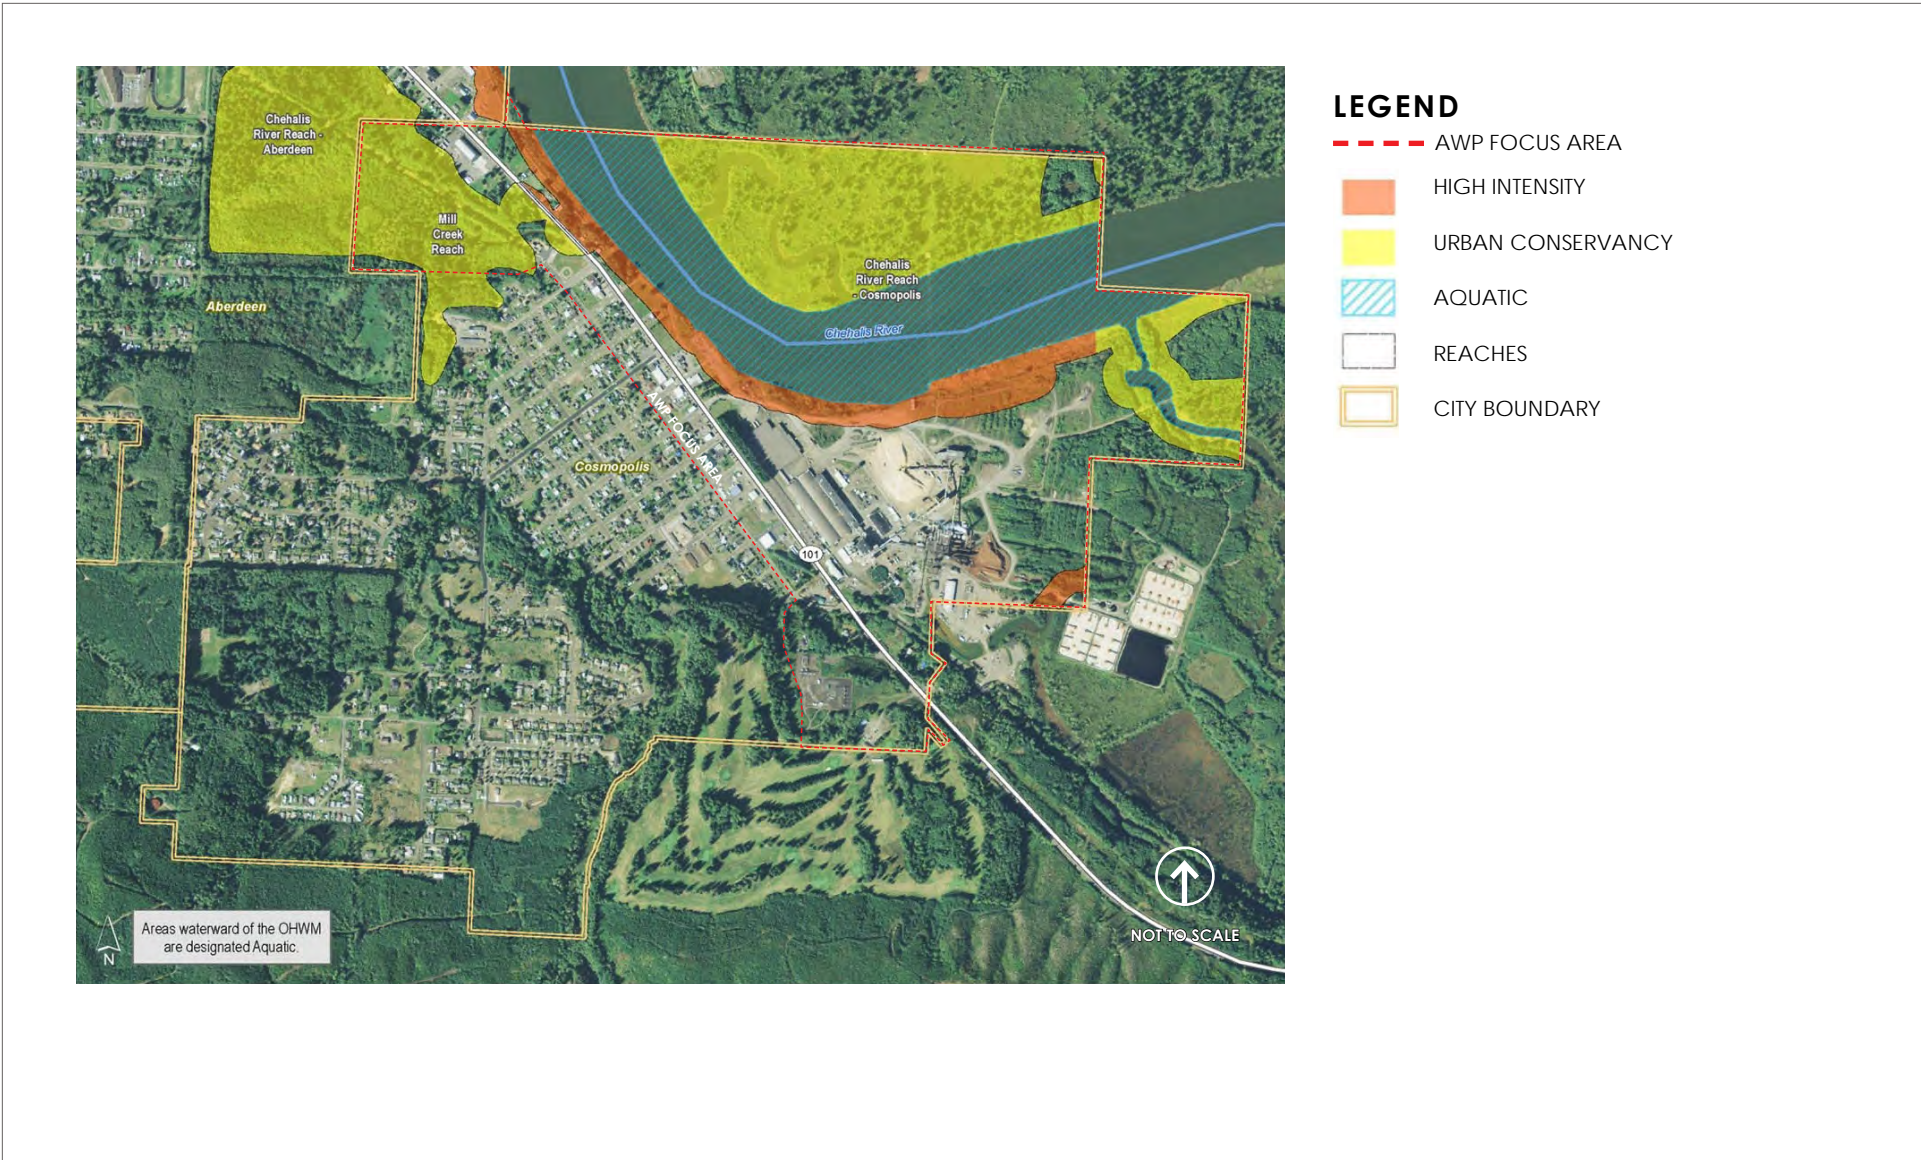 Chehalis
River Reach -
Aberdeen
Mill
Creek
Reach
Chehalis
River Reach
- Cosmopolis
Aberdeen
Chehalis River
AWP FOCUS AREA
Cosmopolis
101
Areas waterward of the OHWM
are designated Aquatic.
N
NOT TO SCALE
LEGEND
AWP FOCUS AREA
HIGH INTENSITY
URBAN CONSERVANCY
AQUATIC
REACHES
CITY BOUNDARY